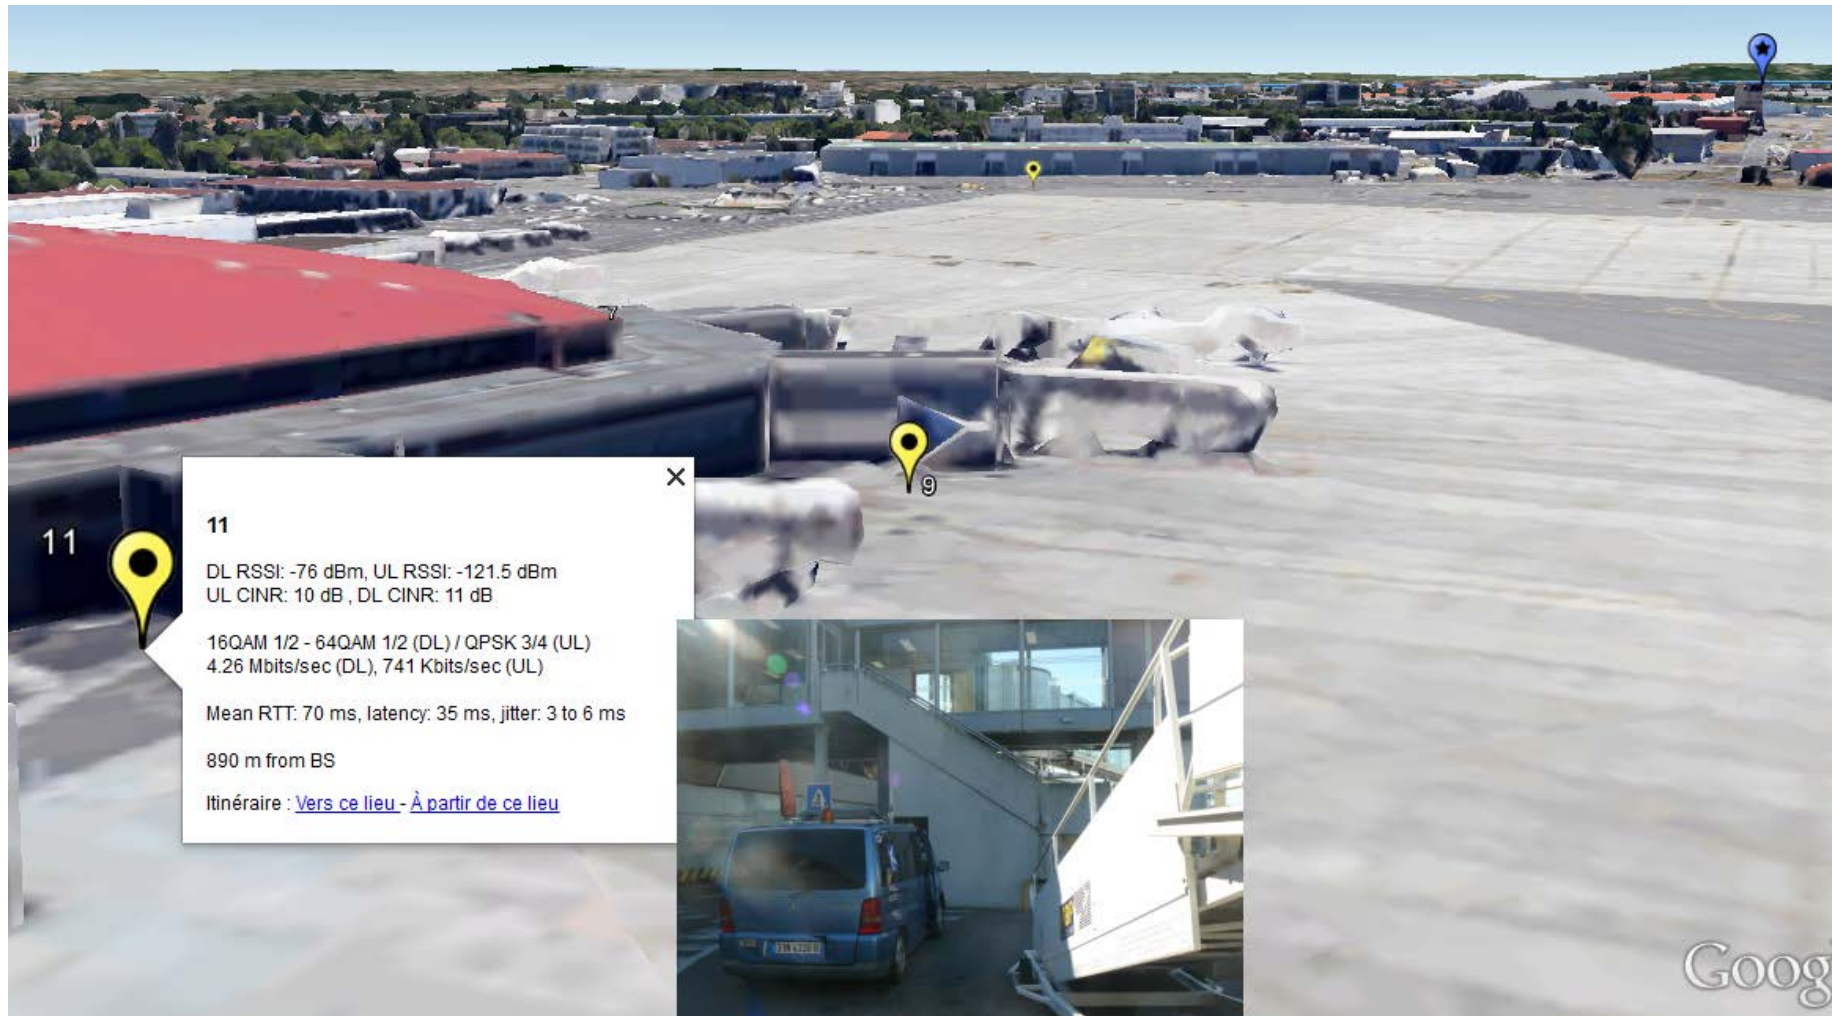 7
9
11
11
DL RSSI: -76 dBm, UL RSSI: -121.5 dBm
UL CINR: 10 dB , DL CINR: 11 dB
16QAM 1/2 - 64QAM 1/2 (DL) / QPSK 3/4 (UL)
4.26 Mbits/sec (DL), 741 Kbits/sec (UL)
Mean RTT: 70 ms, latency: 35 ms, jitter: 3 to 6 ms
890 m from BS
Itinéraire : Vers ce lieu - À partir de ce lieu
Goog